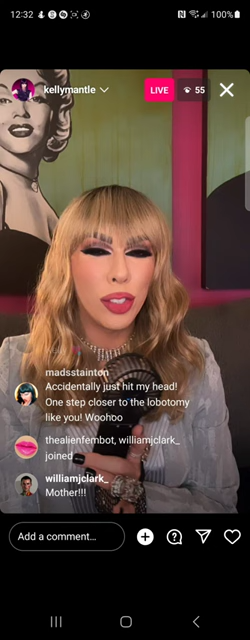 12:32
100%
kellymantle
LIVE
55
madsstainton
Accidentally just hit my head!
One step closer to the lobotomy
like you! Woohoo
thealienfembot, williamjclark_
joined
williamjclark_
Mother!!!
Add a comment...